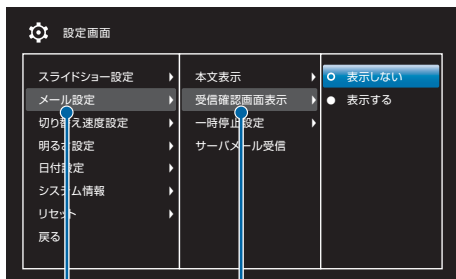 設定画面
スライドショー設定
メール設定
切り替え速度設定
明るさ設定
日付設定
システム情報
リセット
戻る
本文表示
受信確認画面表示
一時停止設定
サーバメール受信
表示しない
表示する